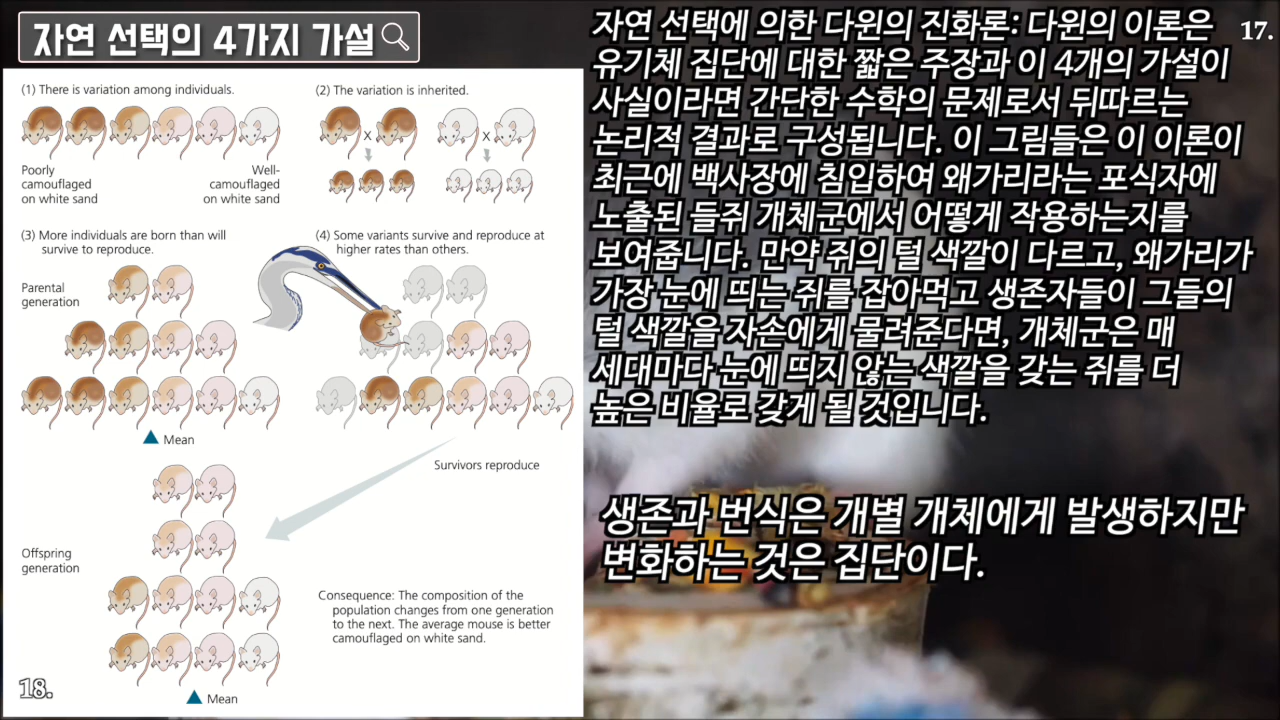 자연 선택의 4가지 가설
(1) There is variation among individuals.
Poorly
camouflaged
on white sand
Well-
camouflaged
on white sand
(2) The variation is inherited.
x
x
(3) More individuals are born than will
survive to reproduce.
Parental
generation
Mean
(4) Some variants survive and reproduce at
higher rates than others.
Survivors reproduce
Offspring
generation
Consequence: The composition of the
population changes from one generation
to the next. The average mouse is better
camouflaged on white sand.
Mean
18.
자연 선택에 의한 다윈의 진화론: 다윈의 이론은
유기체 집단에 대한 짧은 주장과 이 4개의 가설이
사실이라면 간단한 수학의 문제로서 뒤따르는
논리적 결과로 구성됩니다. 이 그림들은 이 이론이
최근에 백사장에 침입하여 왜가리라는 포식자에
노출된 들쥐 개체군에서 어떻게 작용하는지를
보여줍니다. 만약 쥐의 털 색깔이 다르고, 왜가리가
가장 눈에 띄는 쥐를 잡아먹고 생존자들이 그들의
털 색깔을 자손에게 물려준다면, 개체군은 매
세대마다 눈에 띄지 않는 색깔을 갖는 쥐를 더
높은 비율로 갖게 될 것입니다.
17.
생존과 번식은 개별 개체에게 발생하지만
변화하는 것은 집단이다.